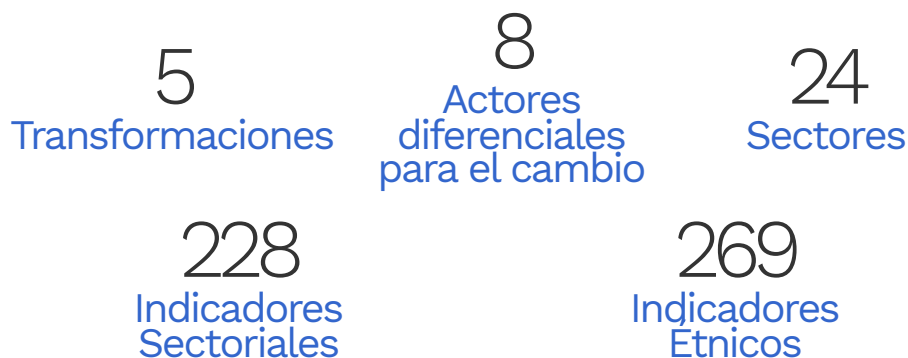 5
Transformaciones
8
Actores
diferenciales
para el cambio
24
Sectores
228
Indicadores
Sectoriales
269
Indicadores
Étnicos